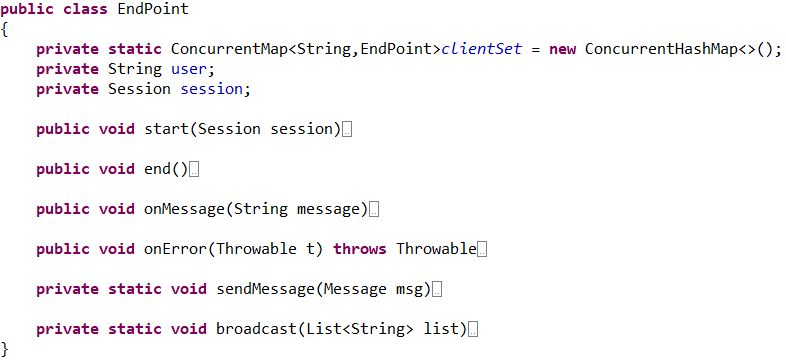 public class EndPoint
{
    private static ConcurrentMap<String,EndPoint>clientSet = new ConcurrentHashMap<>();
    private String user;
    private Session session;

    public void start(Session session)

    public void end()

    public void onMessage(String message)

    public void onError(Throwable t) throws Throwable

    private static void sendMessage(Message msg)

    private static void broadcast(List<String> list)
}